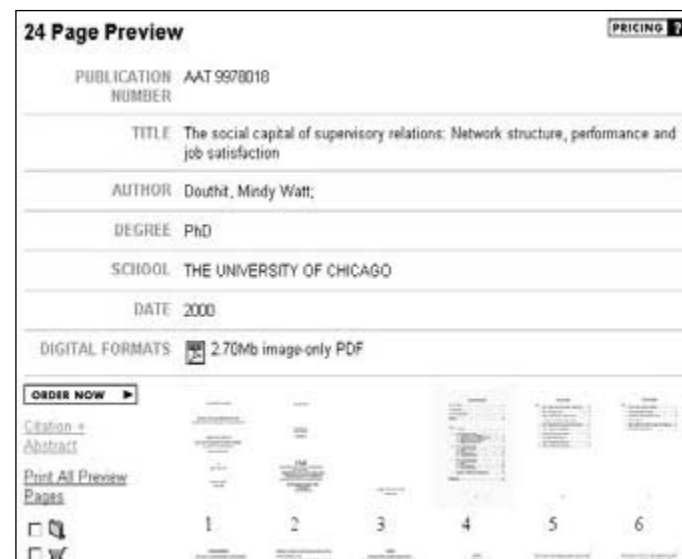 24 Page Preview
PRICING ?
PUBLICATION NUMBER AAT 9978018
TITLE The social capital of supervisory relations: Network structure, performance and
job satisfaction
AUTHOR Douthit, Mindy Watt;
DEGREE PhD
SCHOOL THE UNIVERSITY OF CHICAGO
DATE 2000
DIGITAL FORMATS 2.70Mb image-only PDF
ORDER NOW
Citation +
Abstract
Print All Preview
Pages
1 2 3 4 5 6